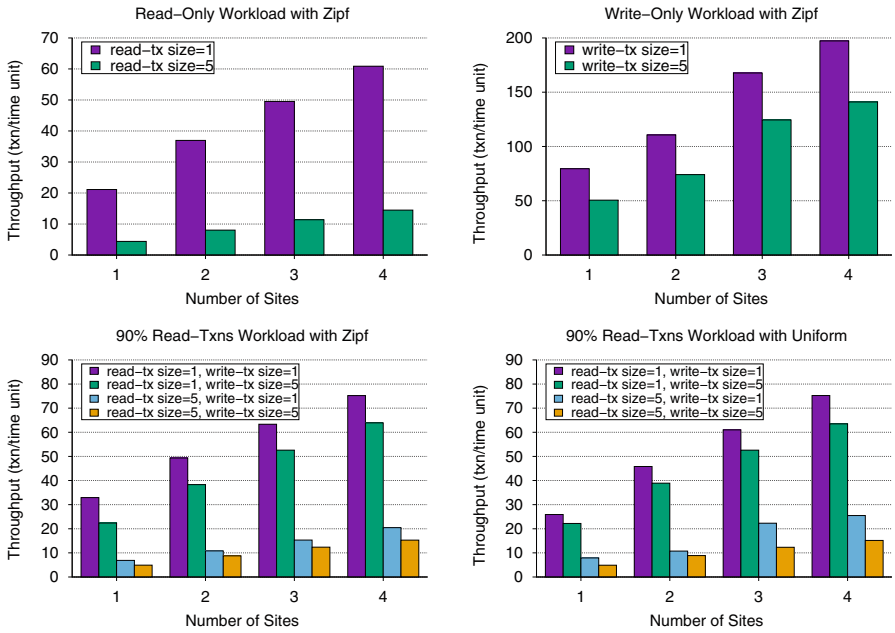 Read−Only Workload with Zipf
Throughput (txn/time unit)
70
60
50
40
30
20
10
0
read−tx size=1
read−tx size=5
1 2 3 4
Number of Sites
Write−Only Workload with Zipf
Throughput (txn/time unit)
200
150
100
50
0
write−tx size=1
write−tx size=5
1 2 3 4
Number of Sites
90% Read−Txns Workload with Zipf
Throughput (txn/time unit)
90
80
70
60
50
40
30
20
10
0
read−tx size=1, write−tx size=1
read−tx size=1, write−tx size=5
read−tx size=5, write−tx size=1
read−tx size=5, write−tx size=5
1 2 3 4
Number of Sites
90% Read−Txns Workload with Uniform
Throughput (txn/time unit)
90
80
70
60
50
40
30
20
10
0
read−tx size=1, write−tx size=1
read−tx size=1, write−tx size=5
read−tx size=5, write−tx size=1
read−tx size=5, write−tx size=5
1 2 3 4
Number of Sites